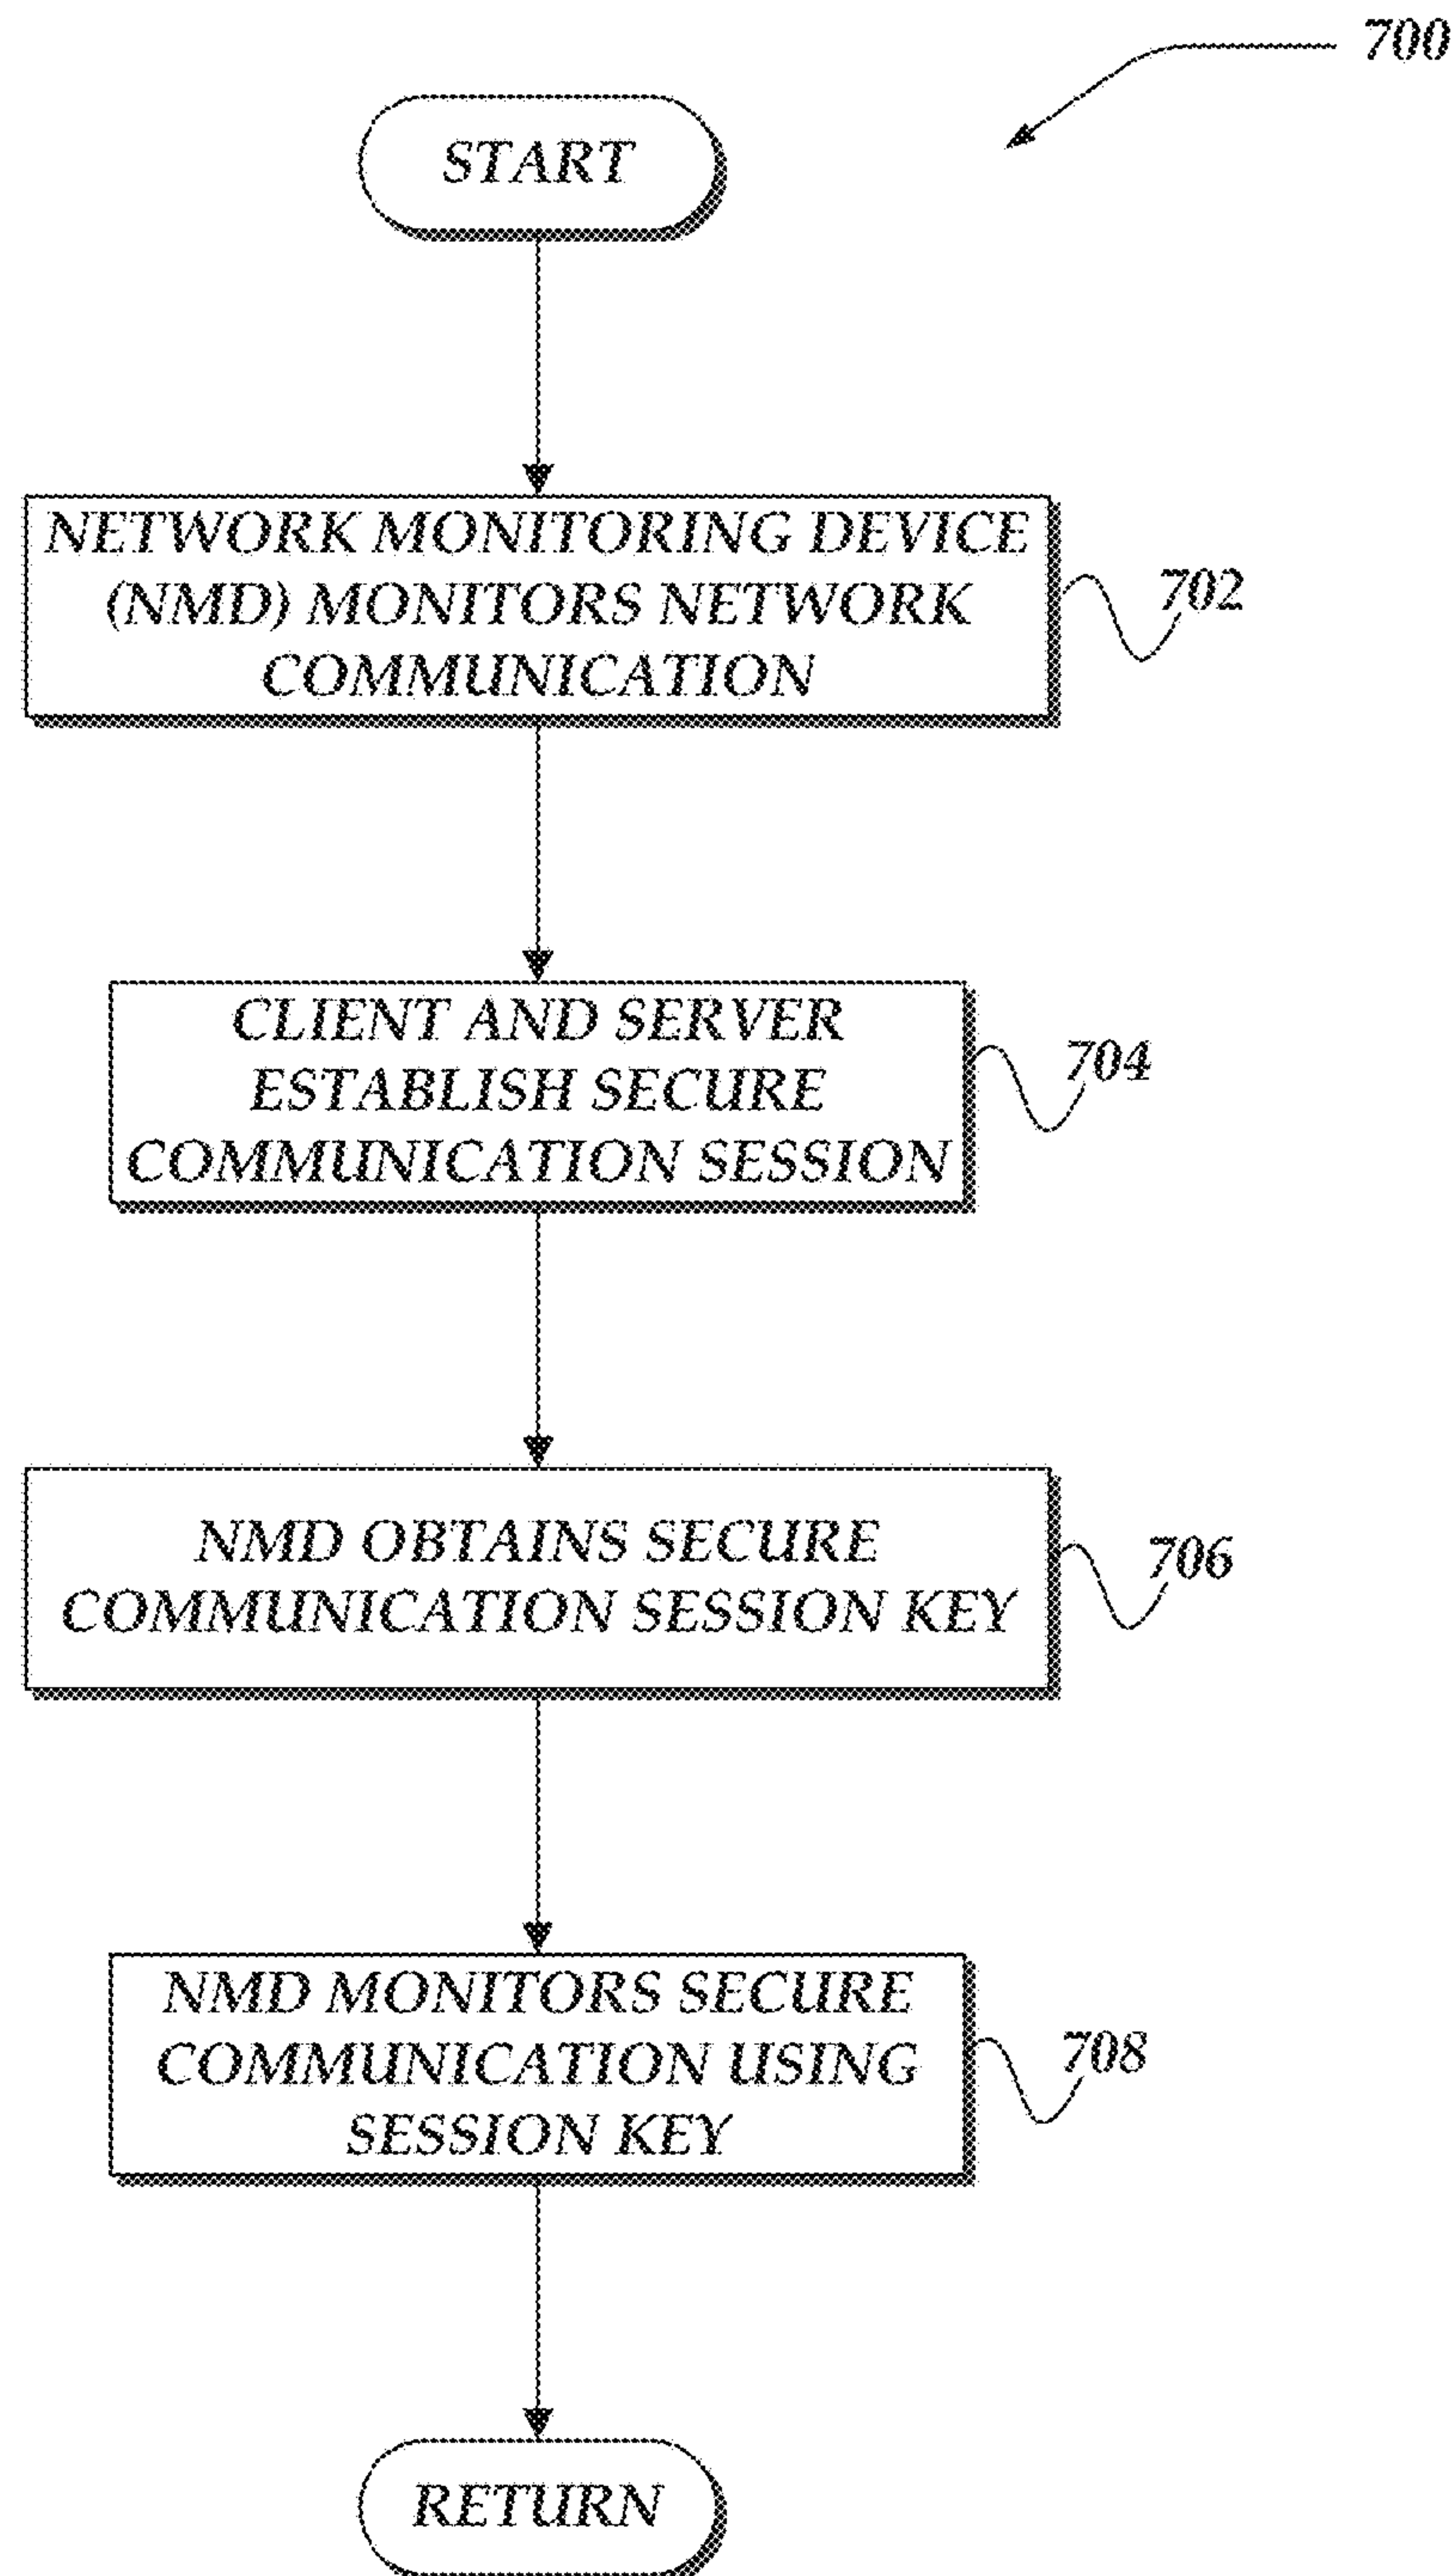 700
START
NETWORK MONITORING DEVICE
(NMD) MONITORS NETWORK
COMMUNICATION
702
CLIENT AND SERVER
ESTABLISH SECURE
COMMUNICATION SESSION
704
NMD OBTAINS SECURE
COMMUNICATION SESSION KEY
706
NMD MONITORS SECURE
COMMUNICATION USING
SESSION KEY
708
RETURN